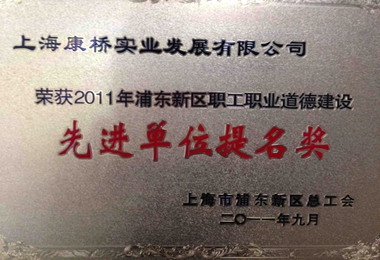 上海康桥实业发展有限公司
荣获2011年浦东新区职工职业道德建设
先进单位提名奖
上海市浦东新区总工会
二〇一一年九月